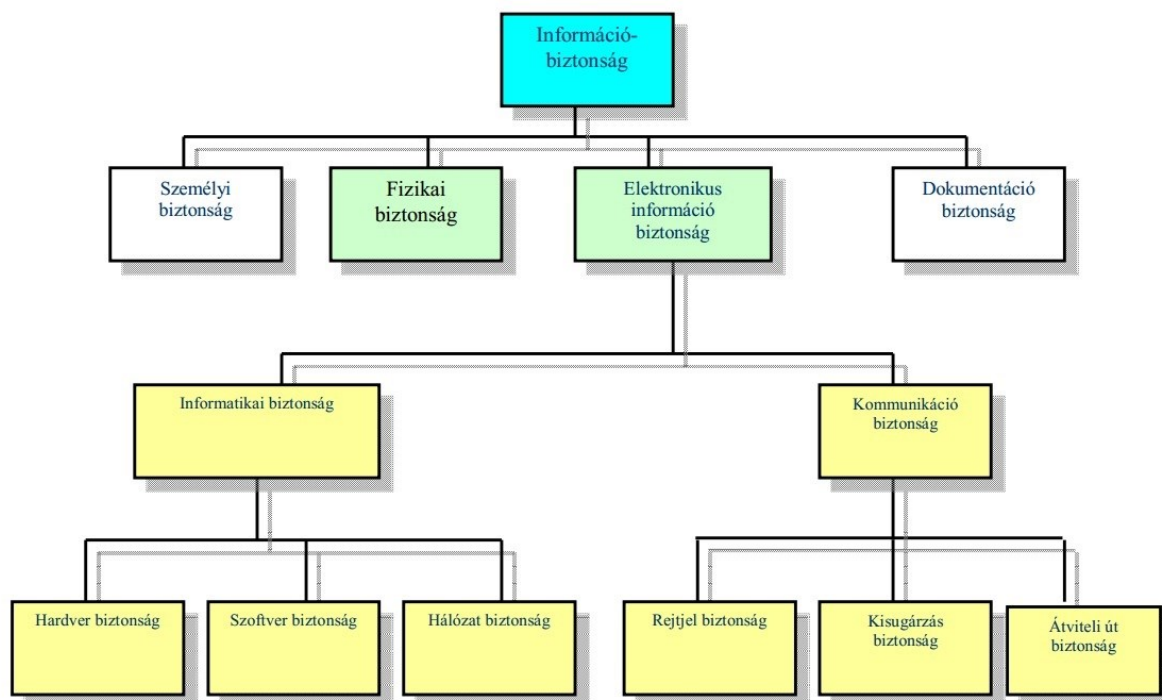 Információ-
biztonság
Személyi
biztonság
Fizikai
biztonság
Elektronikus
információ
biztonság
Dokumentáció
biztonság
Informatikai biztonság
Kommunikáció
biztonság
Hardver biztonság
Szoftver biztonság
Hálózat biztonság
Rejtjel biztonság
Kisugárzás
biztonság
Átviteli út
biztonság